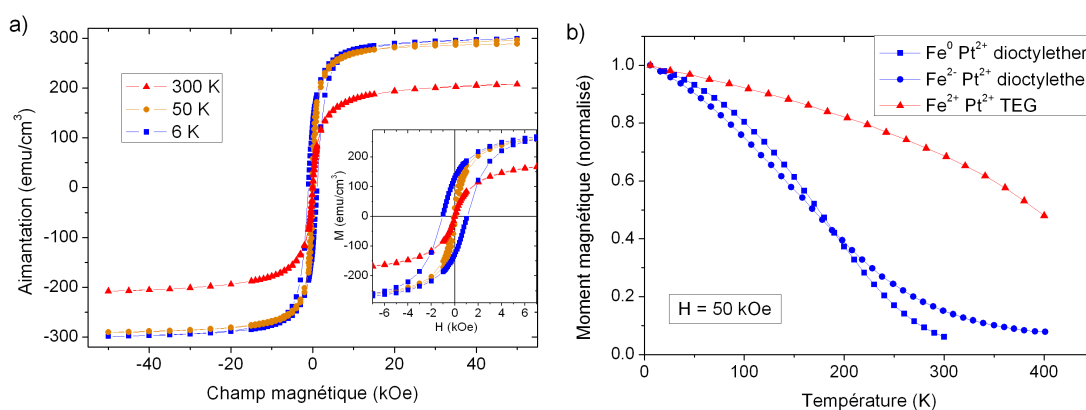 a)
Aimantation (emu/cm³)
300
200
100
0
-100
-200
-300
-40
-20
0
20
40
Champ magnétique (kOe)
300 K
50 K
6 K
M (emu/cm³)
200
100
0
-100
-200
-6
-4
-2
0
2
4
6
H (kOe)
b)
Moment magnétique (normalisé)
1.0
0.8
0.6
0.4
0.2
0.0
0
100
200
300
400
Température (K)
Fe⁰ Pt²⁺ dioctylether
Fe²⁻ Pt²⁺ dioctylether
Fe²⁺ Pt²⁺ TEG
H = 50 kOe